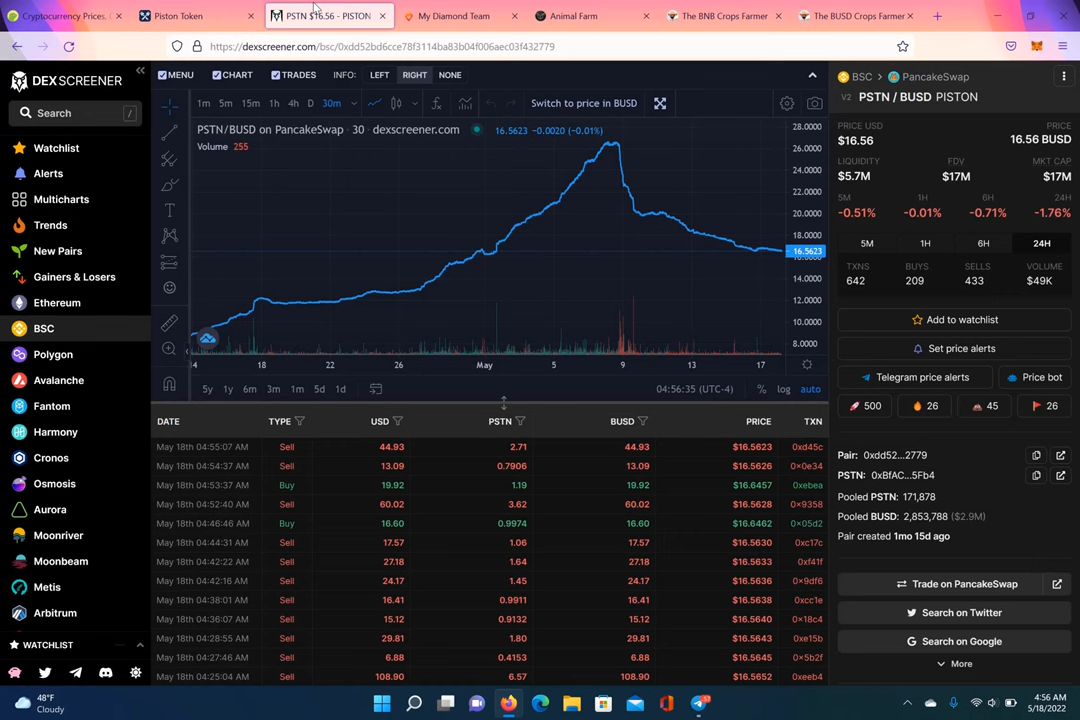 Cryptocurrency Prices, C
Piston Token
PSTN $16.56 - PISTON
My Diamond Team
Animal Farm
The BNB Crops Farmer
The BUSD Crops Farmer
https://dexscreener.com/bsc/0xdd52bd6cce78f3114ba83b04f006aec03f432779
DEX SCREENER
Search /
Watchlist
Alerts
Multicharts
Trends
New Pairs
Gainers & Losers
Ethereum
BSC
Polygon
Avalanche
Fantom
Harmony
Cronos
Osmosis
Aurora
Moonriver
Moonbeam
Metis
Arbitrum
WATCHLIST
MENU CHART TRADES INFO: LEFT RIGHT NONE
1m 5m 15m 1h 4h D 30m Switch to price in BUSD
PSTN/BUSD on PancakeSwap · 30 · dexscreener.com 16.5623 -0.0020 (-0.01%)
Volume 255
28.0000
26.0000
24.0000
22.0000
20.0000
18.0000
16.5623
14.0000
12.0000
10.0000
8.0000
14 18 22 26 May 5 9 13 17
5y 1y 6m 3m 1m 5d 1d 04:56:35 (UTC-4) % log auto
DATE TYPE USD PSTN BUSD PRICE TXN
May 18th 04:55:07 AM Sell 44.93 2.71 44.93 $16.5623 0xd45c
May 18th 04:54:37 AM Sell 13.09 0.7906 13.09 $16.5626 0x0e34
May 18th 04:53:37 AM Buy 19.92 1.19 19.92 $16.6457 0xebea
May 18th 04:52:40 AM Sell 60.02 3.62 60.02 $16.5628 0x9358
May 18th 04:46:46 AM Buy 16.60 0.9974 16.60 $16.6462 0x05d2
May 18th 04:44:31 AM Sell 17.57 1.06 17.57 $16.5630 0xc17c
May 18th 04:42:22 AM Sell 27.18 1.64 27.18 $16.5633 0xf41f
May 18th 04:42:16 AM Sell 24.17 1.45 24.17 $16.5636 0x9df6
May 18th 04:38:01 AM Sell 16.41 0.9911 16.41 $16.5638 0xcc1e
May 18th 04:36:07 AM Sell 15.12 0.9132 15.12 $16.5638 0x18c4
May 18th 04:28:55 AM Sell 29.81 1.80 29.81 $16.5643 0xe15b
May 18th 04:27:46 AM Sell 6.88 0.4153 6.88 $16.5645 0x5b2f
May 18th 04:25:04 AM Sell 108.90 6.57 108.90 $16.5652 0xeeb4
BSC > PancakeSwap
V2 PSTN / BUSD PISTON
PRICE USD PRICE
$16.56 16.56 BUSD
LIQUIDITY FDV MKT CAP
$5.7M $17M $17M
5M 1H 6H 24H
-0.51% -0.01% -0.71% -1.76%
5M 1H 6H 24H
TXNS BUYS SELLS VOLUME
642 209 433 $49K
Add to watchlist
Set price alerts
Telegram price alerts Price bot
500 26 45 26
Pair: 0xdd52...2779
PSTN: 0xBfAC...5Fb4
Pooled PSTN: 171,878
Pooled BUSD: 2,853,788 ($2.9M)
Pair created 1mo 15d ago
Trade on PancakeSwap
Search on Twitter
Search on Google
More
48°F
Cloudy
4:56 AM
5/18/2022